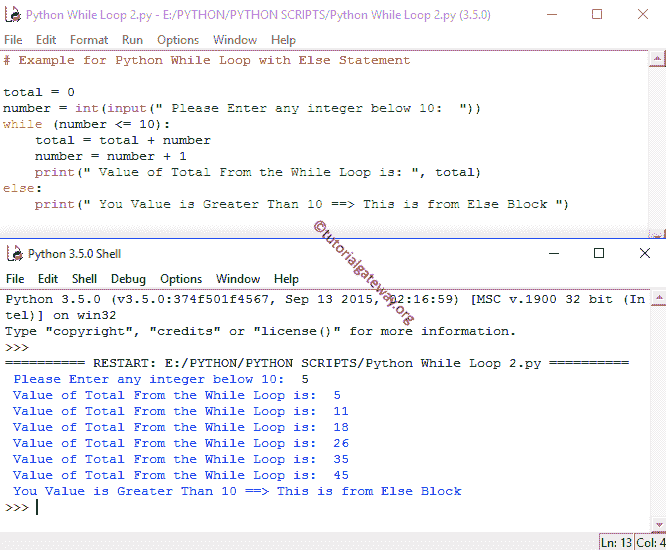 Python While Loop 2.py - E:/PYTHON/PYTHON SCRIPTS/Python While Loop 2.py (3.5.0)
File Edit Format Run Options Window Help
# Example for Python While Loop with Else Statement
total = 0
number = int(input(" Please Enter any integer below 10:  "))
while (number <= 10):
    total = total + number
    number = number + 1
    print(" Value of Total From the While Loop is: ", total)
else:
    print(" You Value is Greater Than 10 ==> This is from Else Block ")
©tutorialgateway.org
Python 3.5.0 Shell
File Edit Shell Debug Options Window Help
Python 3.5.0 (v3.5.0:374f501f4567, Sep 13 2015, 02:16:59) [MSC v.1900 32 bit (In
tel)] on win32
Type "copyright", "credits" or "license()" for more information.
>>>
========== RESTART: E:/PYTHON/PYTHON SCRIPTS/Python While Loop 2.py ==========
 Please Enter any integer below 10:  5
 Value of Total From the While Loop is:  5
 Value of Total From the While Loop is:  11
 Value of Total From the While Loop is:  18
 Value of Total From the While Loop is:  26
 Value of Total From the While Loop is:  35
 Value of Total From the While Loop is:  45
 You Value is Greater Than 10 ==> This is from Else Block
>>>
Ln: 13 Col: 4